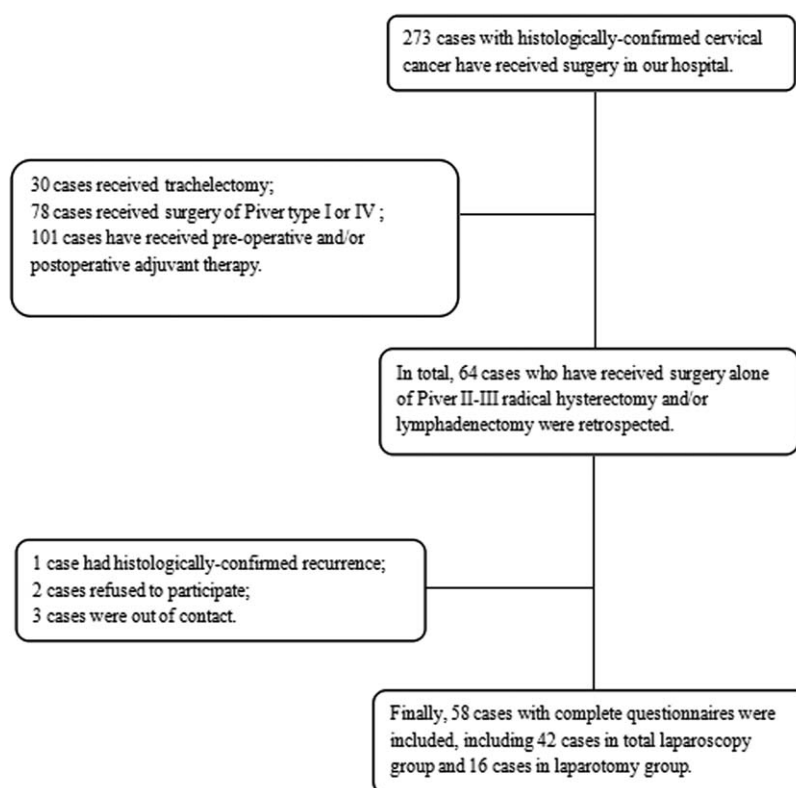 273 cases with histologically-confirmed cervical
cancer have received surgery in our hospital.
30 cases received trachelectomy;
78 cases received surgery of Piver type I or IV ;
101 cases have received pre-operative and/or
postoperative adjuvant therapy.
In total, 64 cases who have received surgery alone
of Piver II-III radical hysterectomy and/or
lymphadenectomy were retrospected.
1 case had histologically-confirmed recurrence;
2 cases refused to participate;
3 cases were out of contact.
Finally, 58 cases with complete questionnaires were
included, including 42 cases in total laparoscopy
group and 16 cases in laparotomy group.